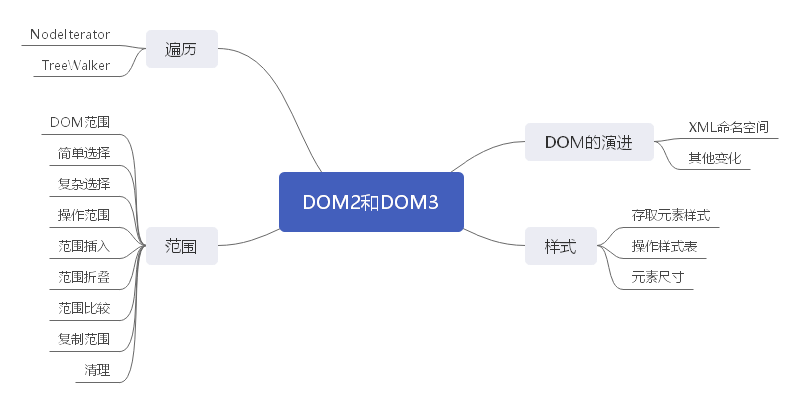 DOM2和DOM3
DOM的演进
XML命名空间
其他变化
样式
存取元素样式
操作样式表
元素尺寸
遍历
NodeIterator
TreeWalker
范围
DOM范围
简单选择
复杂选择
操作范围
范围插入
范围折叠
范围比较
复制范围
清理